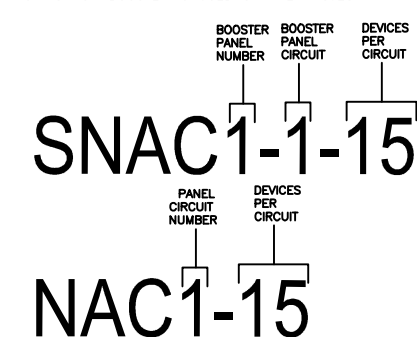 BOOSTER PANEL NUMBER
BOOSTER PANEL CIRCUIT
DEVICES PER CIRCUIT
SNAC1-1-15
PANEL CIRCUIT NUMBER
DEVICES PER CIRCUIT
NAC1-15